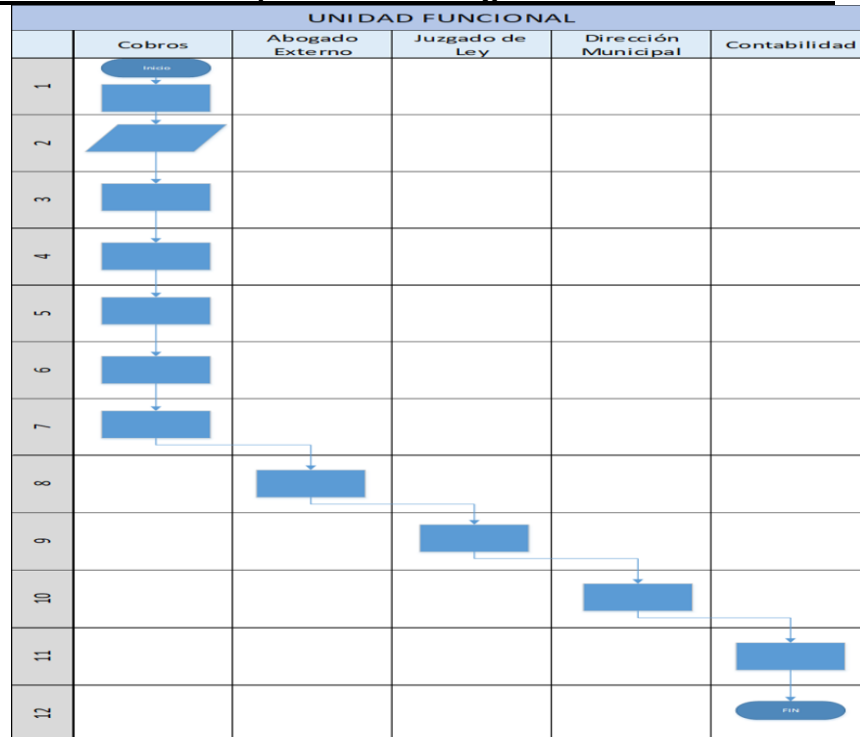 UNIDAD FUNCIONAL
Cobros
Abogado
Externo
Juzgado de
Ley
Dirección
Municipal
Contabilidad
Inicio
1
2
3
4
5
6
7
8
9
10
11
12
FIN